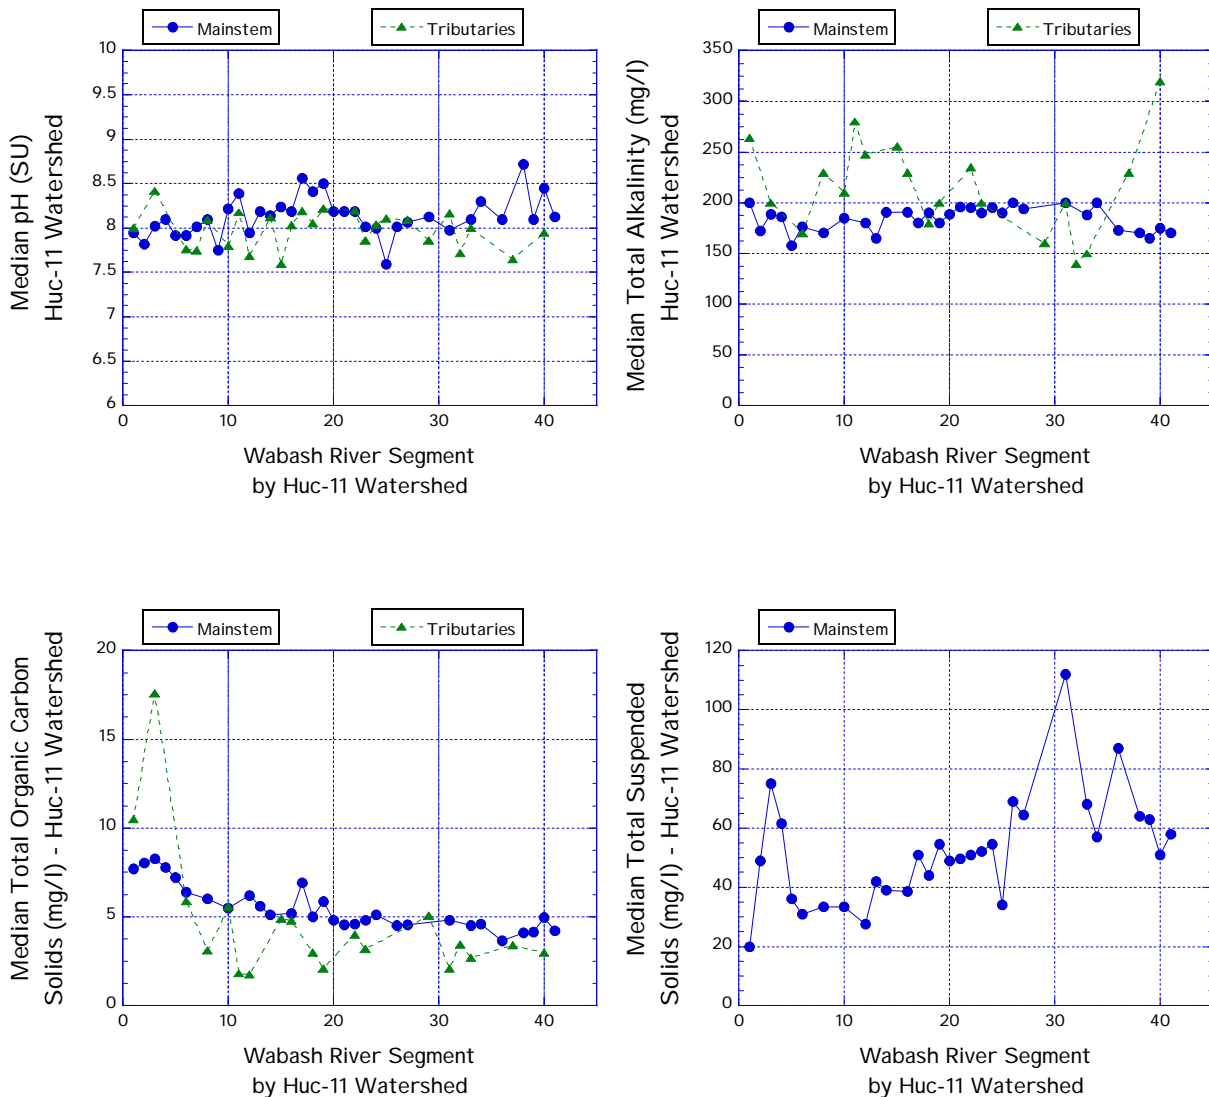 Mainstem
Tributaries
Median pH (SU)
Huc-11 Watershed
10
9.5
9
8.5
8
7.5
7
6.5
6
0
10
20
30
40
Wabash River Segment
by Huc-11 Watershed
Mainstem
Tributaries
Median Total Alkalinity (mg/l)
Huc-11 Watershed
350
300
250
200
150
100
50
0
0
10
20
30
40
Wabash River Segment
by Huc-11 Watershed
Mainstem
Tributaries
Median Total Organic Carbon
Solids (mg/l) - Huc-11 Watershed
20
15
10
5
0
0
10
20
30
40
Wabash River Segment
by Huc-11 Watershed
Mainstem
Median Total Suspended
Solids (mg/l) - Huc-11 Watershed
120
100
80
60
40
20
0
0
10
20
30
40
Wabash River Segment
by Huc-11 Watershed